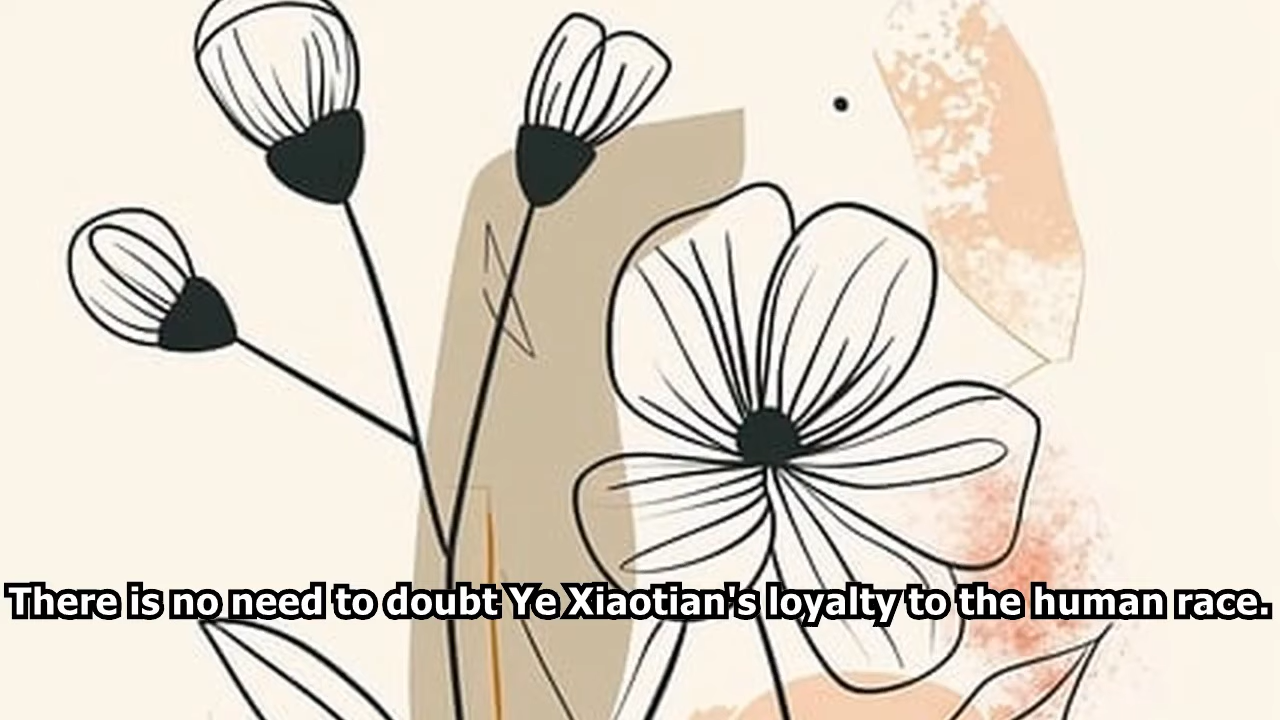 There is no need to doubt Ye Xiaotian's loyalty to the human race.